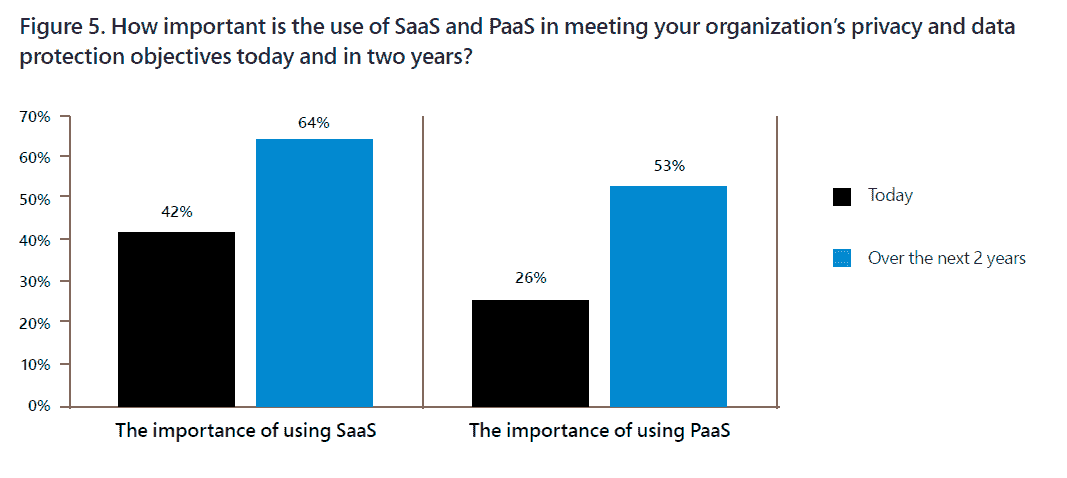 Figure 5. How important is the use of SaaS and PaaS in meeting your organization's privacy and data
protection objectives today and in two years?
70%
60%
50%
40%
30%
20%
10%
0%
42%
64%
26%
53%
The importance of using SaaS
The importance of using PaaS
Today
Over the next 2 years